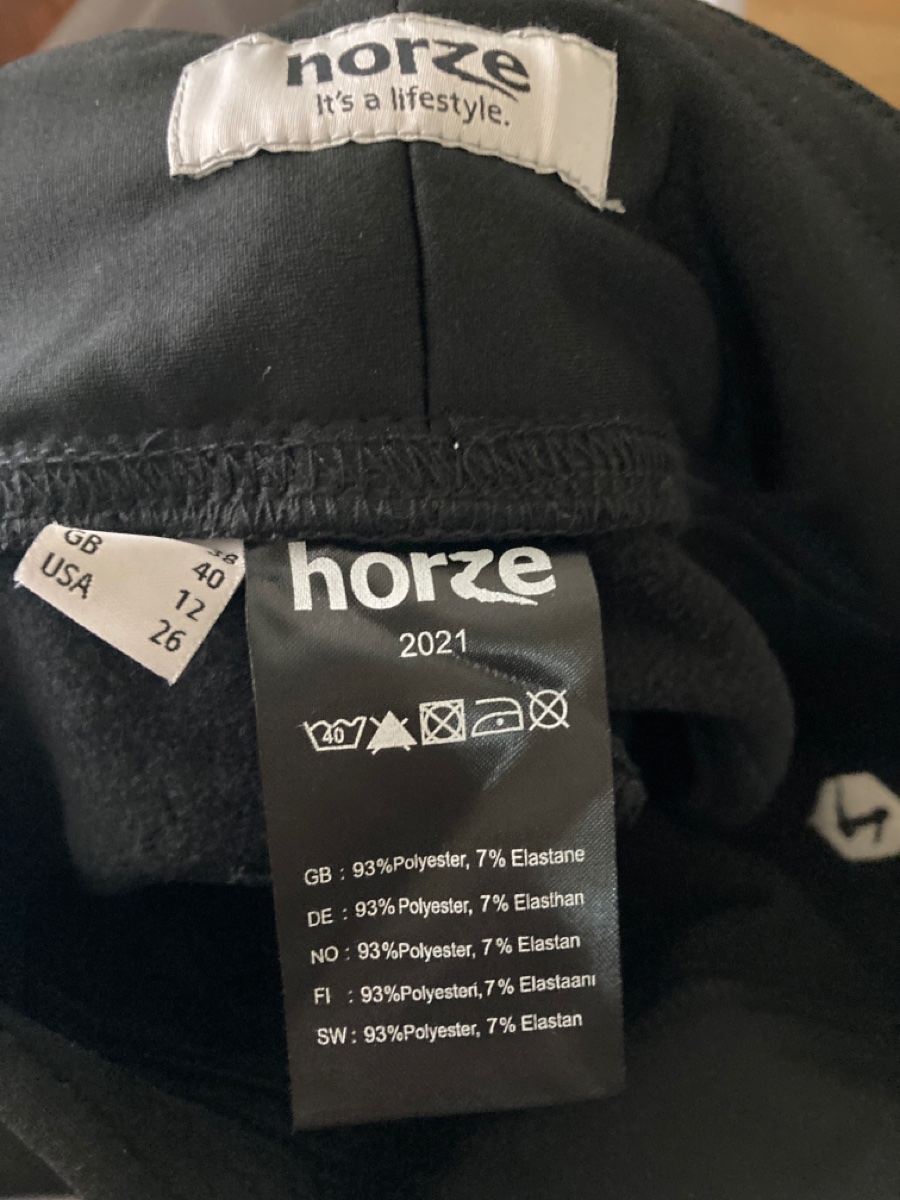 horze
It's a lifestyle.
38
GB 40
USA 12
26
horze
2021
40
GB : 93%Polyester, 7% Elastane
DE : 93% Polyester, 7% Elasthan
NO : 93%Polyester, 7% Elastan
FI : 93%Polyesteri,7% Elastaani
SW : 93%Polyester, 7% Elastan